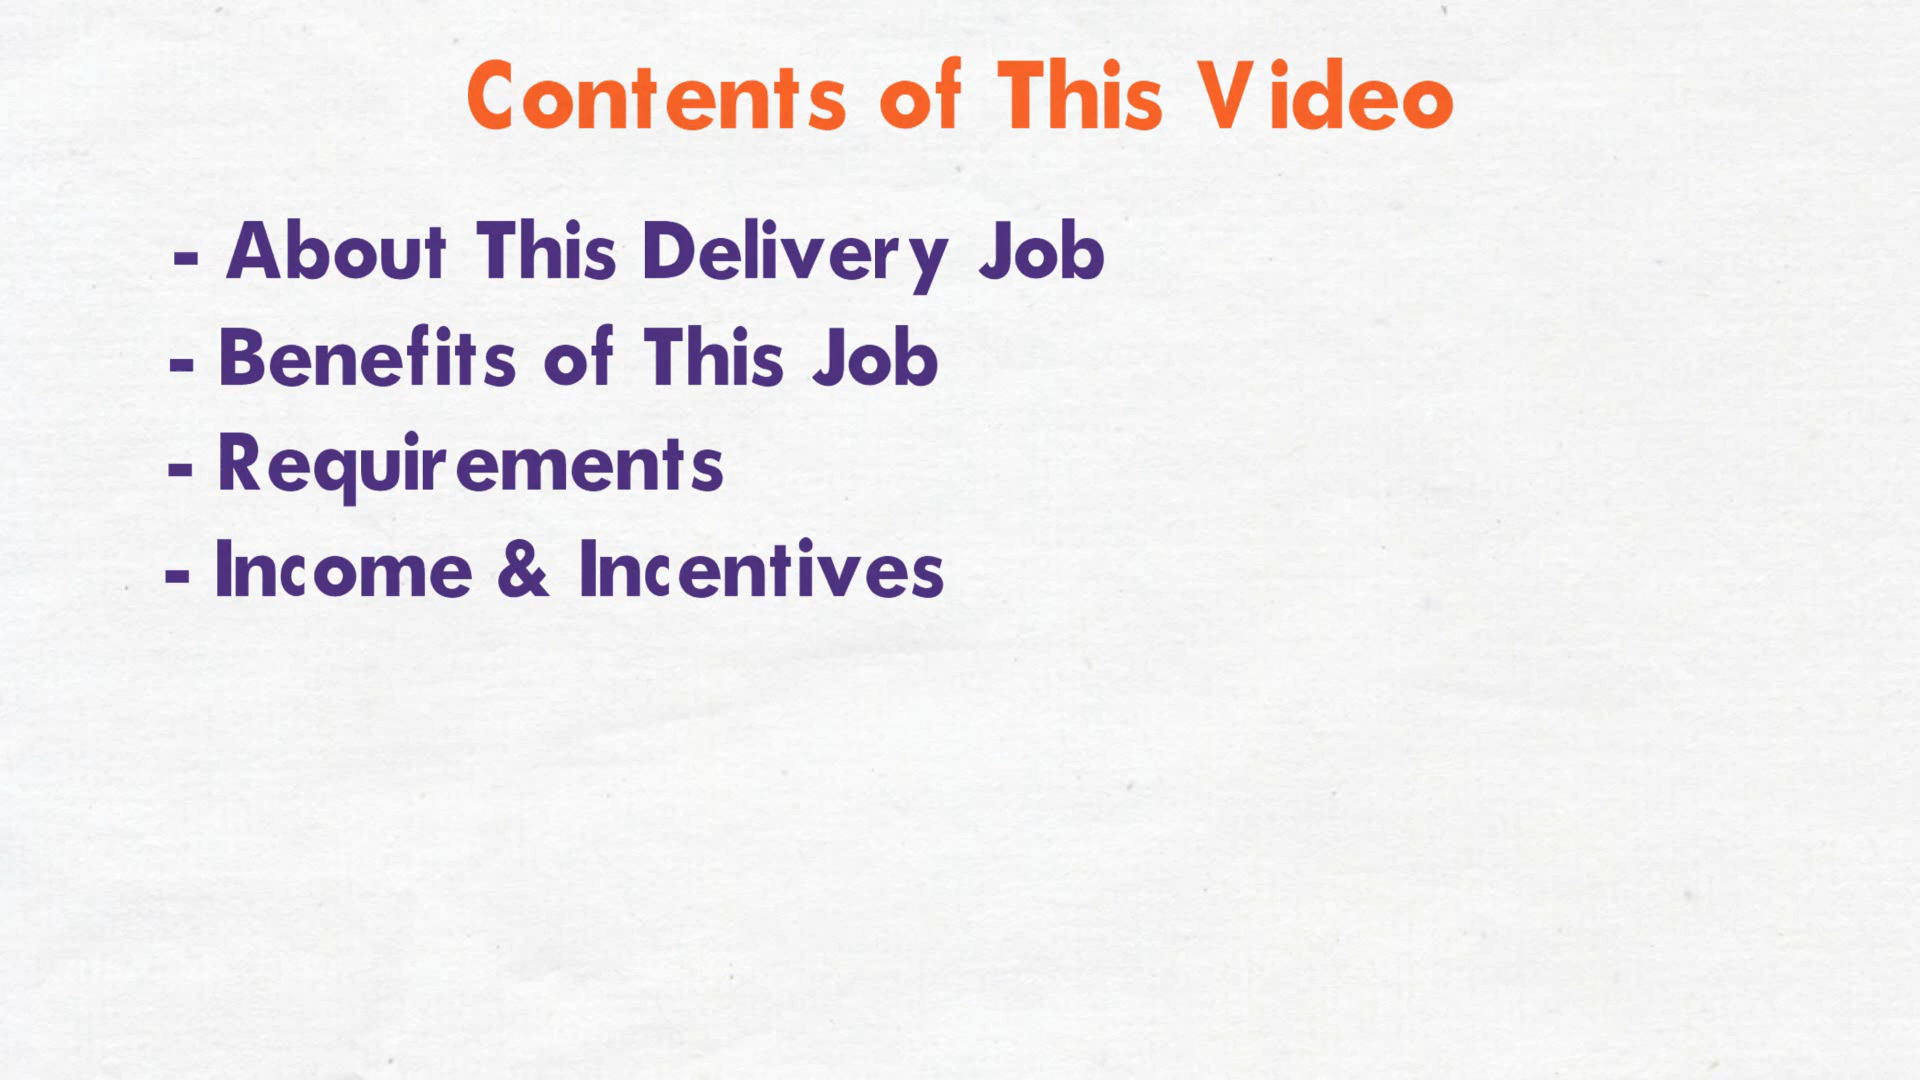 Contents of This Video
- About This Delivery Job
- Benefits of This Job
- Requirements
- Income & Incentives